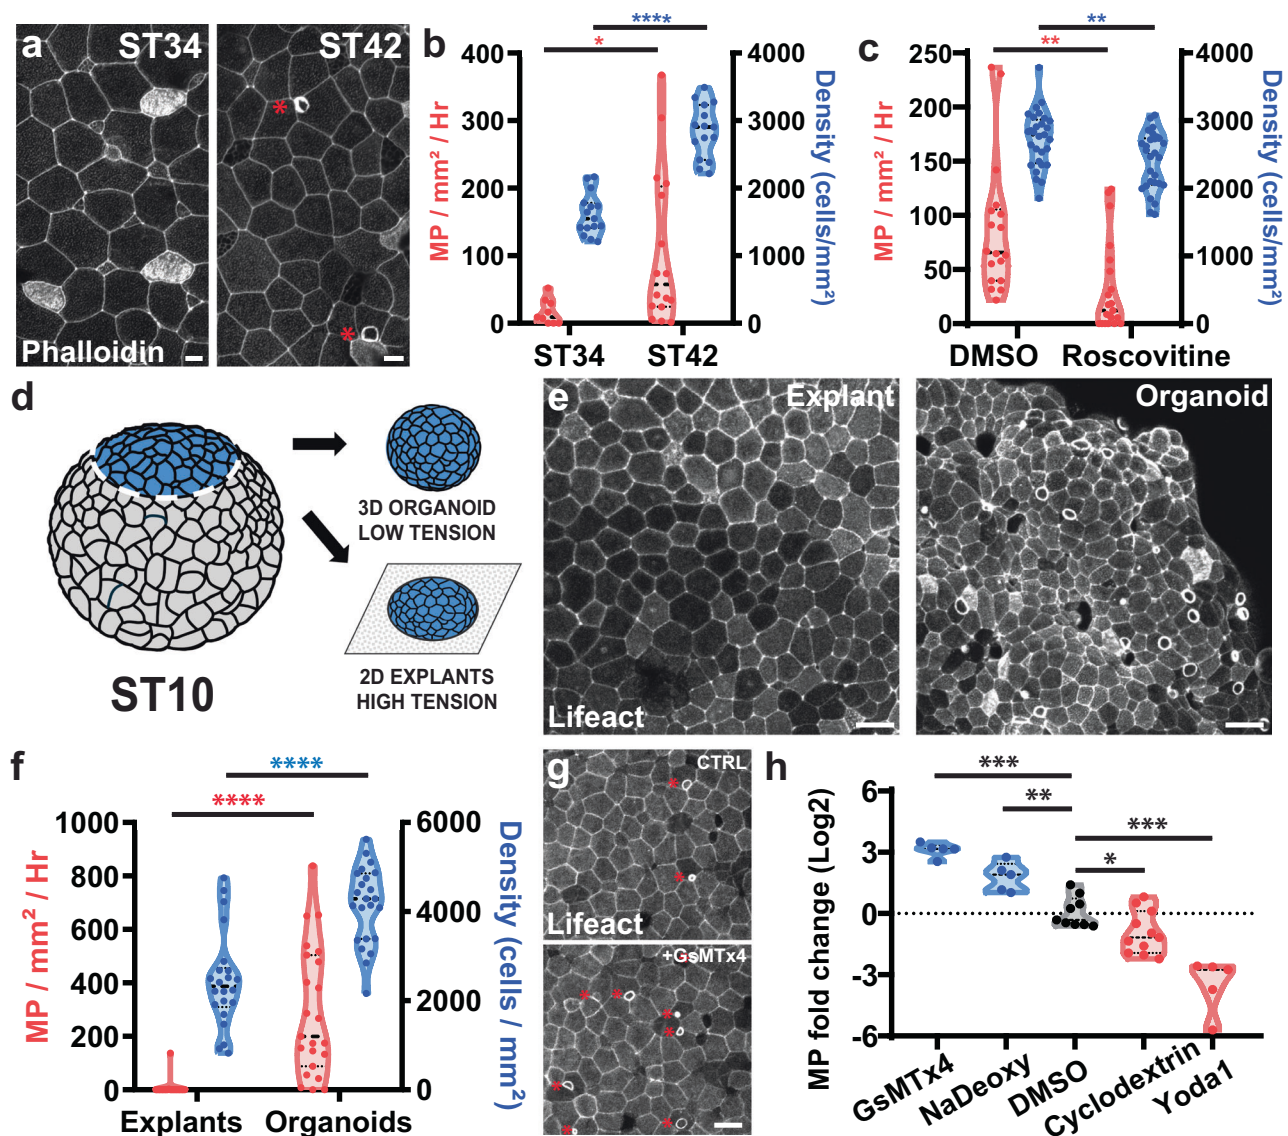 a
ST34
ST42
*
*
Phalloidin
b
****
*
400
300
200
100
0
MP / mm² / Hr
4000
3000
2000
1000
0
Density (cells/mm²)
ST34
ST42
c
**
**
250
200
150
100
50
0
MP / mm² / Hr
4000
3000
2000
1000
0
Density (cells/mm²)
DMSO
Roscovitine
d
3D ORGANOID
LOW TENSION
2D EXPLANTS
HIGH TENSION
ST10
e
Explant
Organoid
Lifeact
f
****
****
1000
800
600
400
200
0
MP / mm² / Hr
6000
4000
2000
0
Density (cells / mm²)
Explants
Organoids
g
CTRL
*
*
Lifeact
+GsMTx4
*
*
*
*
*
*
*
h
***
**
***
*
6
3
0
-3
-6
MP fold change (Log2)
GsMTx4
NaDeoxy
DMSO
Cyclodextrin
Yoda1